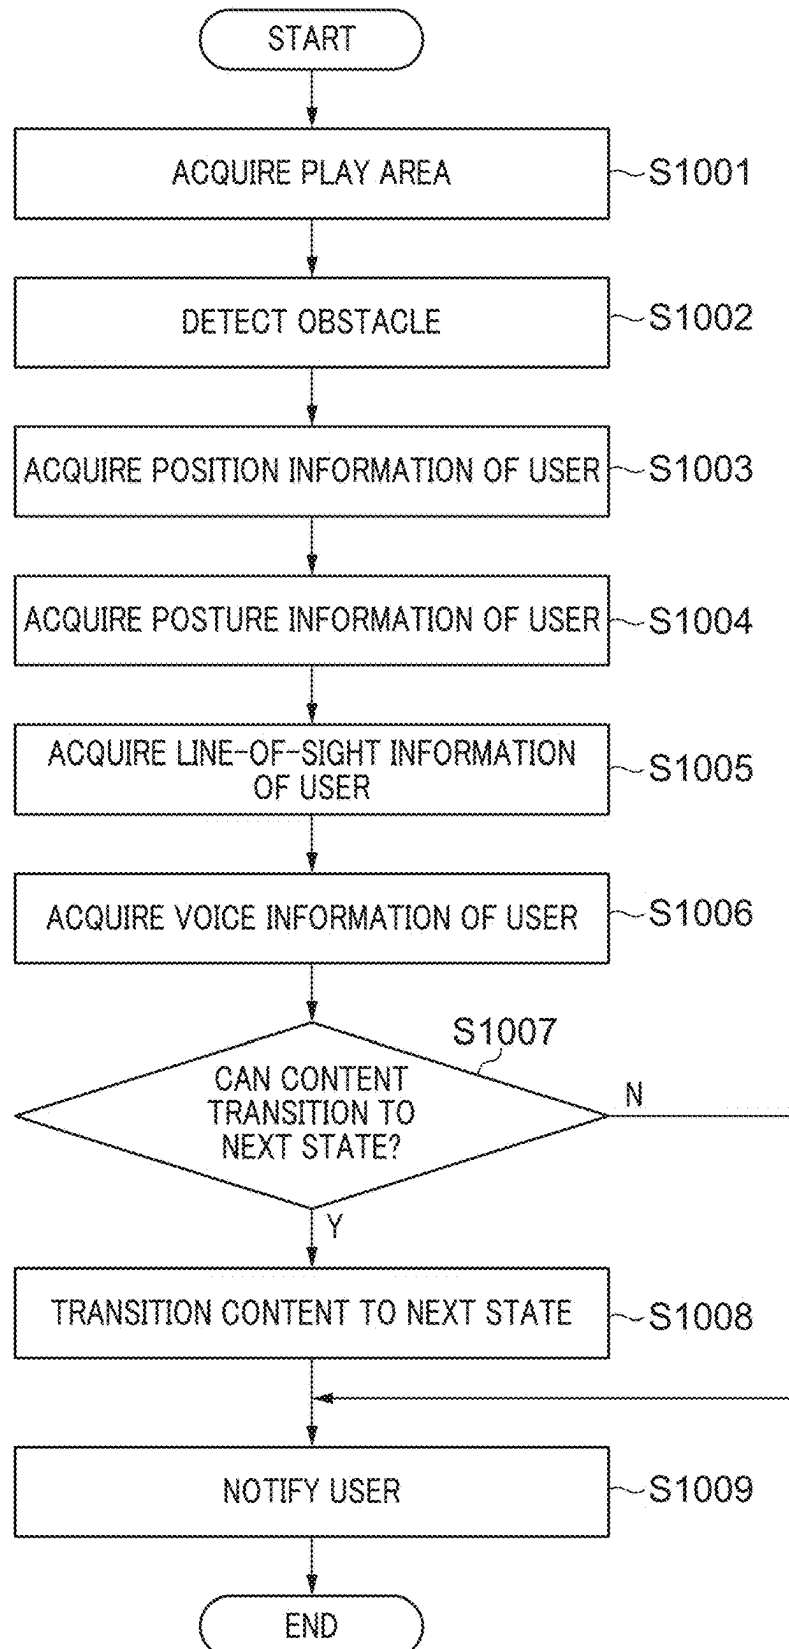 START
ACQUIRE PLAY AREA
S1001
DETECT OBSTACLE
S1002
ACQUIRE POSITION INFORMATION OF USER
S1003
ACQUIRE POSTURE INFORMATION OF USER
S1004
ACQUIRE LINE-OF-SIGHT INFORMATION
OF USER
S1005
ACQUIRE VOICE INFORMATION OF USER
S1006
S1007
CAN CONTENT
TRANSITION TO
NEXT STATE?
N
Y
TRANSITION CONTENT TO NEXT STATE
S1008
NOTIFY USER
S1009
END